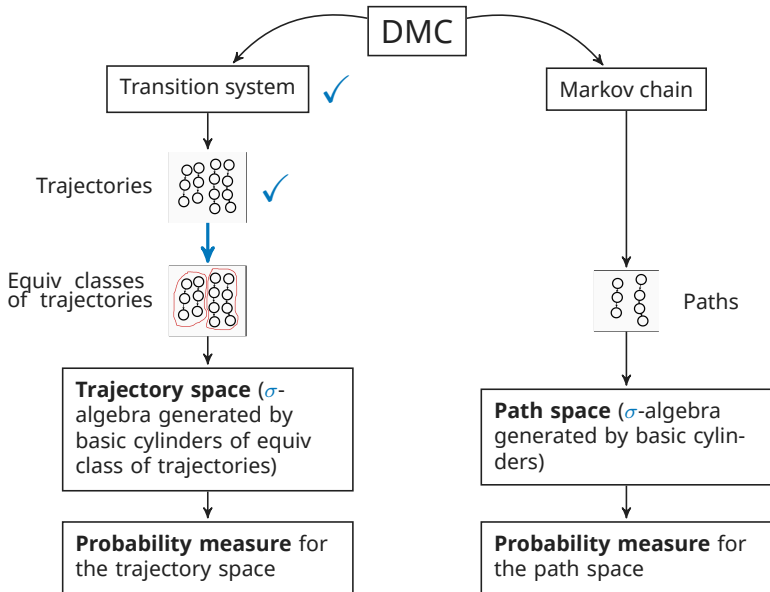 DMC
Transition system
Markov chain
Trajectories
Equiv classes
of trajectories
Paths
Trajectory space (σ-
algebra generated by
basic cylinders of equiv
class of trajectories)
Path space (σ-algebra
generated by basic cylin-
ders)
Probability measure for
the trajectory space
Probability measure for
the path space